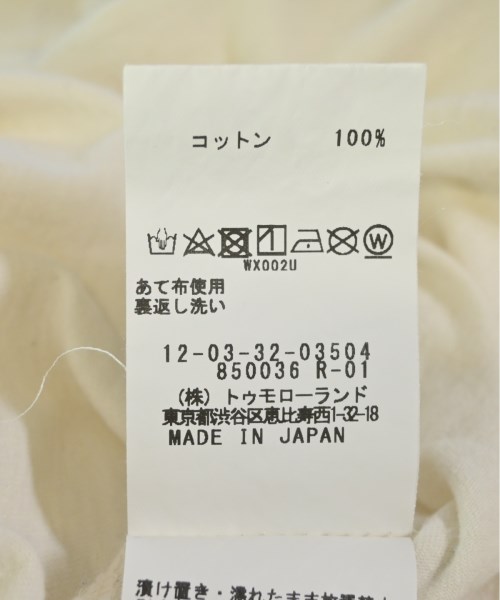 コットン 100%
W
WX002U
あて布使用
裏返し洗い
12-03-32-03504
850036 R-01
(株) トゥモローランド
東京都渋谷区恵比寿西1-32-18
MADE IN JAPAN
漬け置き・濡れたまま放置禁止